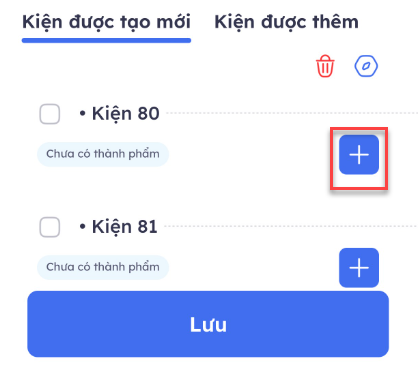 Kiện được tạo mới Kiện được thêm
• Kiện 80
Chưa có thành phẩm
• Kiện 81
Chưa có thành phẩm
Lưu